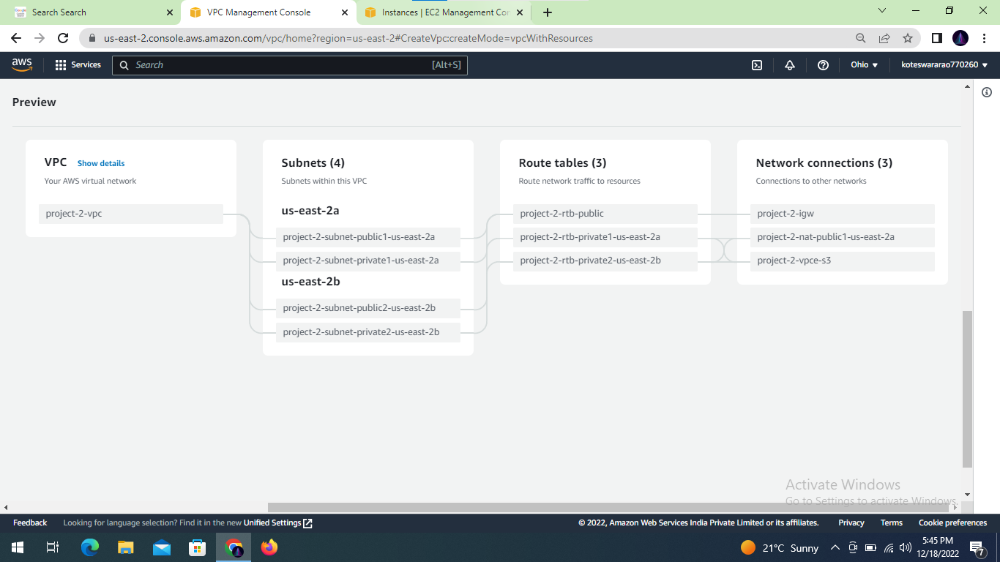 Search Search
VPC Management Console
Instances | EC2 Management Cor
us-east-2.console.aws.amazon.com/vpc/home?region=us-east-2#CreateVpc:createMode=vpcWithResources
aws
Services
Search
[Alt+S]
Ohio
koteswararao770260
Preview
VPC Show details
Your AWS virtual network
project-2-vpc
Subnets (4)
Subnets within this VPC
us-east-2a
project-2-subnet-public1-us-east-2a
project-2-subnet-private1-us-east-2a
us-east-2b
project-2-subnet-public2-us-east-2b
project-2-subnet-private2-us-east-2b
Route tables (3)
Route network traffic to resources
project-2-rtb-public
project-2-rtb-private1-us-east-2a
project-2-rtb-private2-us-east-2b
Network connections (3)
Connections to other networks
project-2-igw
project-2-nat-public1-us-east-2a
project-2-vpce-s3
Activate Windows
Go to Settings to activate Windows.
Feedback
Looking for language selection? Find it in the new Unified Settings
© 2022, Amazon Web Services India Private Limited or its affiliates.
Privacy
Terms
Cookie preferences
21°C Sunny
5:45 PM
12/18/2022
7